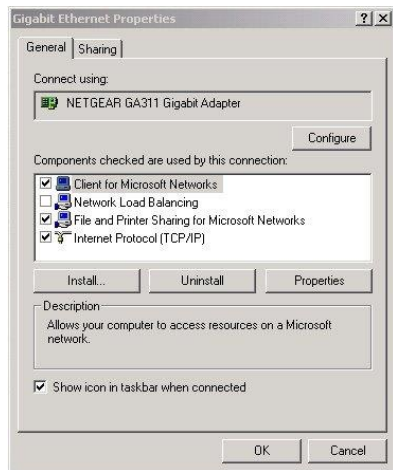 Gigabit Ethernet Properties
General
Sharing
Connect using:
NETGEAR GA311 Gigabit Adapter
Configure
Components checked are used by this connection:
Client for Microsoft Networks
Network Load Balancing
File and Printer Sharing for Microsoft Networks
Internet Protocol (TCP/IP)
Install...
Uninstall
Properties
Description
Allows your computer to access resources on a Microsoft
network.
Show icon in taskbar when connected
OK
Cancel